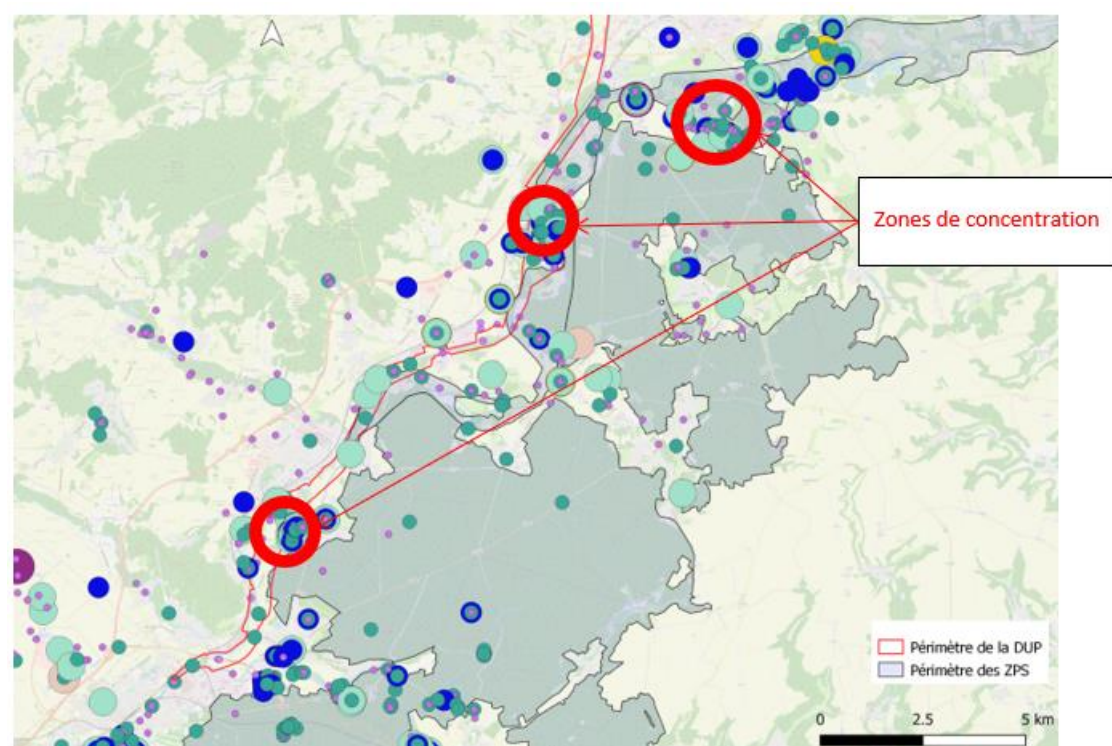 Zones de concentration
Périmètre de la DUP
Périmètre des ZPS
0 2.5 5 km